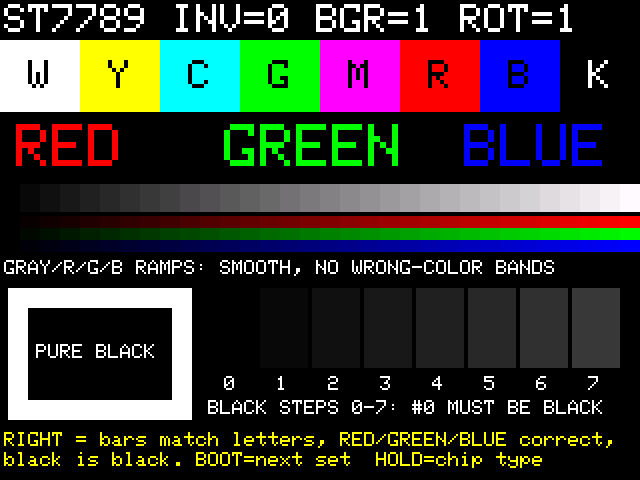 ST7789 INV=0 BGR=1 ROT=1
W Y C G M R B K
RED GREEN BLUE
GRAY/R/G/B RAMPS: SMOOTH, NO WRONG-COLOR BANDS
PURE BLACK
0 1 2 3 4 5 6 7
BLACK STEPS 0-7: #0 MUST BE BLACK
RIGHT = bars match letters, RED/GREEN/BLUE correct,
black is black. BOOT=next set HOLD=chip type